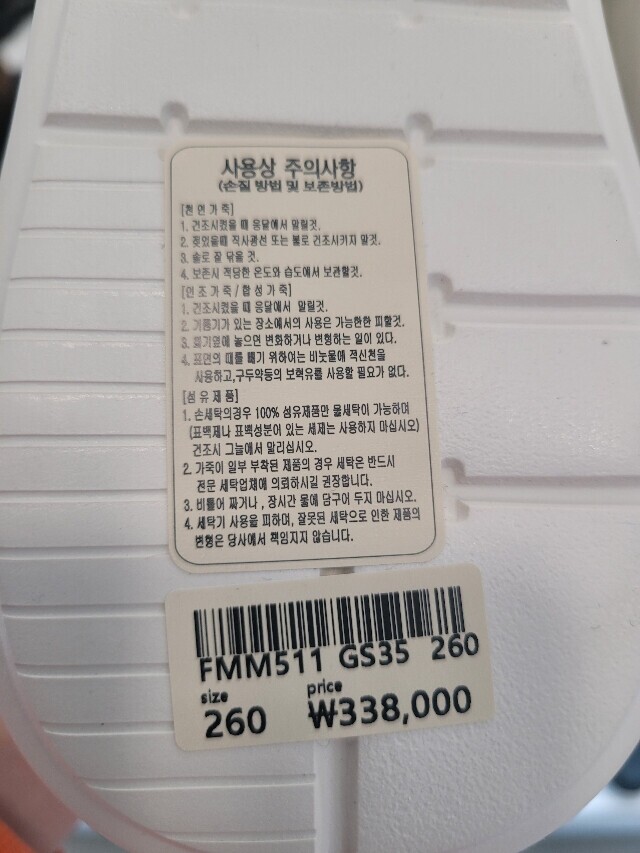 사용상 주의사항
(손질 방법 및 보존방법)
[천 연 가 죽]
1. 건조시켰을 때 응달에서 말릴것.
2. 젖었을때 직사광선 또는 불로 건조시키지 말것.
3. 솔로 잘 닦을 것.
4. 보존시 적당한 온도와 습도에서 보관할것.
[인 조 가 죽 / 합 성 가 죽]
1. 건조시켰을 때 응달에서 말릴것.
2. 기름기가 있는 장소에서의 사용은 가능한한 피할것.
3. 열기옆에 놓으면 변화하거나 변형하는 일이 있다.
4. 표면의 때를 빼기 위하여는 비눗물에 적신천을
사용하고,구두약등의 보혁유를 사용할 필요가 없다.
[섬 유 제 품]
1. 손세탁의경우 100% 섬유제품만 물세탁이 가능하며
(표백제나 표백성분이 있는 세제는 사용하지 마십시오)
건조시 그늘에서 말리십시오.
2. 가죽이 일부 부착된 제품의 경우 세탁은 반드시
전문 세탁업체에 의뢰하시길 권장합니다.
3. 비틀어 짜거나 , 장시간 물에 담구어 두지 마십시오.
4. 세탁기 사용을 피하며, 잘못된 세탁으로 인한 제품의
변형은 당사에서 책임지지 않습니다.
FMM511 GS35 260
size price
260 ₩338,000